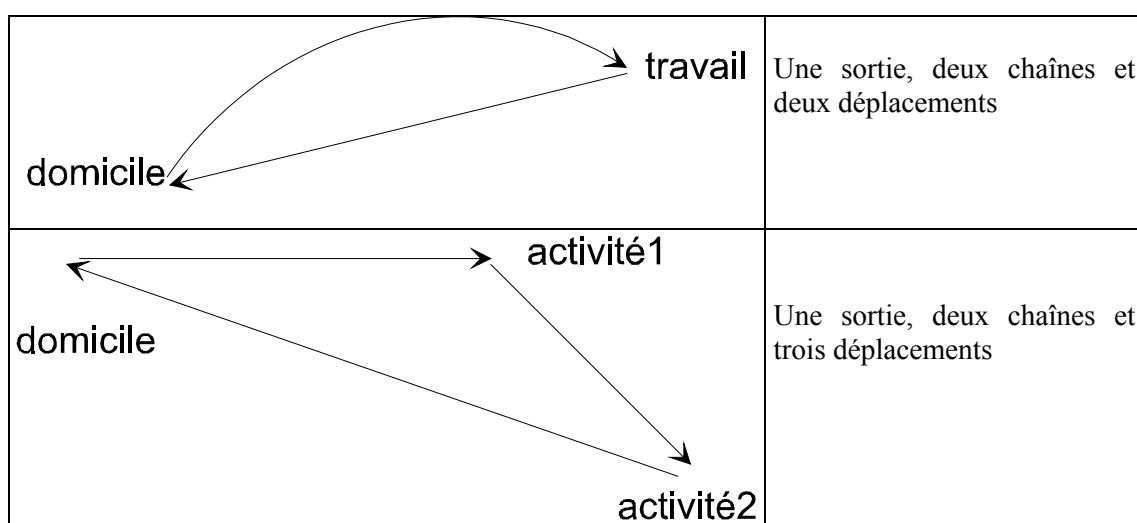 travail
domicile
Une sortie, deux chaînes et
deux déplacements
activité1
domicile
activité2
Une sortie, deux chaînes et
trois déplacements